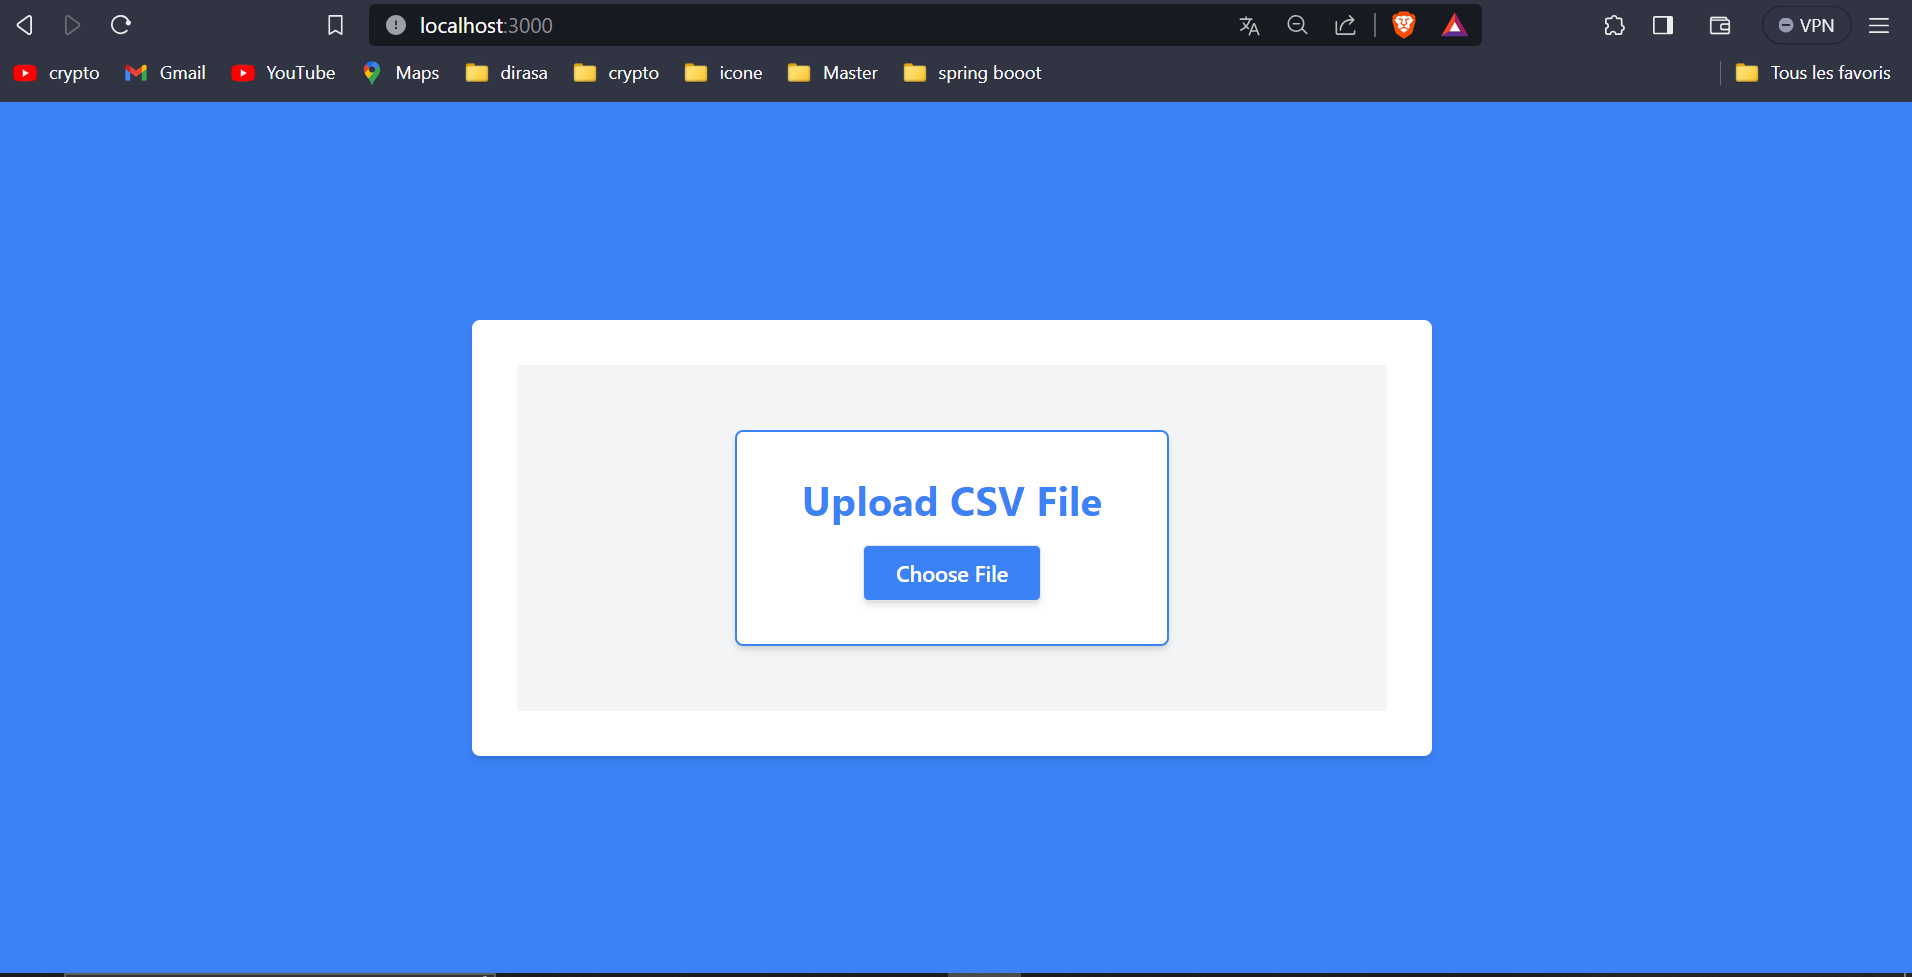 localhost:3000
VPN
crypto Gmail YouTube Maps dirasa crypto icone Master spring booot Tous les favoris
Upload CSV File
Choose File